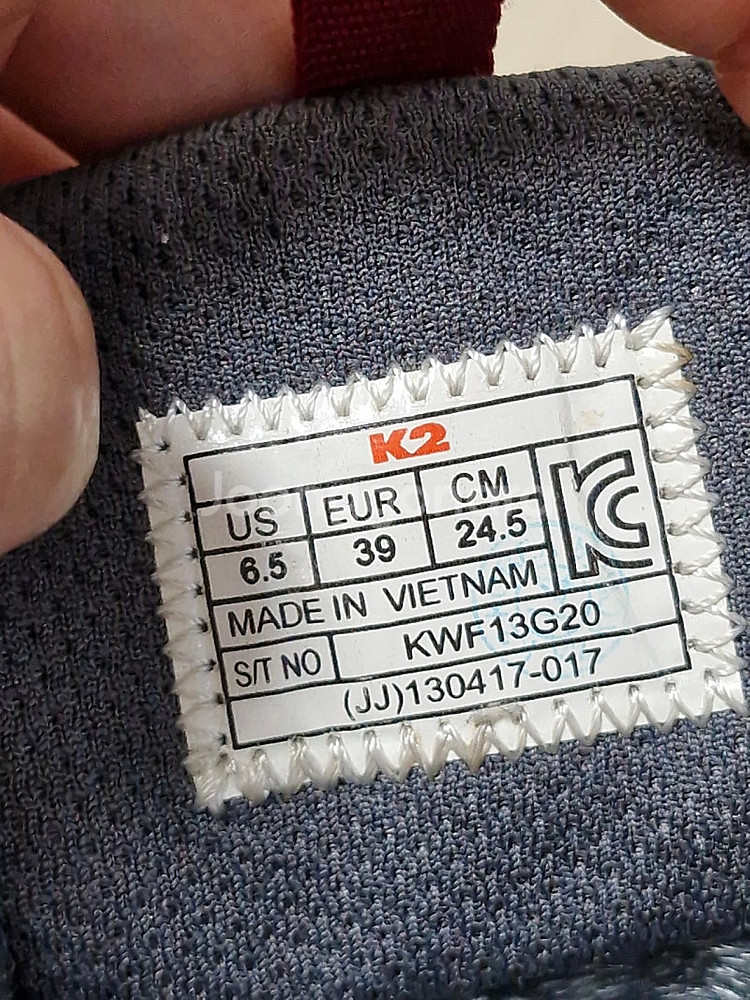 K2
US EUR CM
6.5 39 24.5
MADE IN VIETNAM
S/T NO KWF13G20
(JJ)130417-017